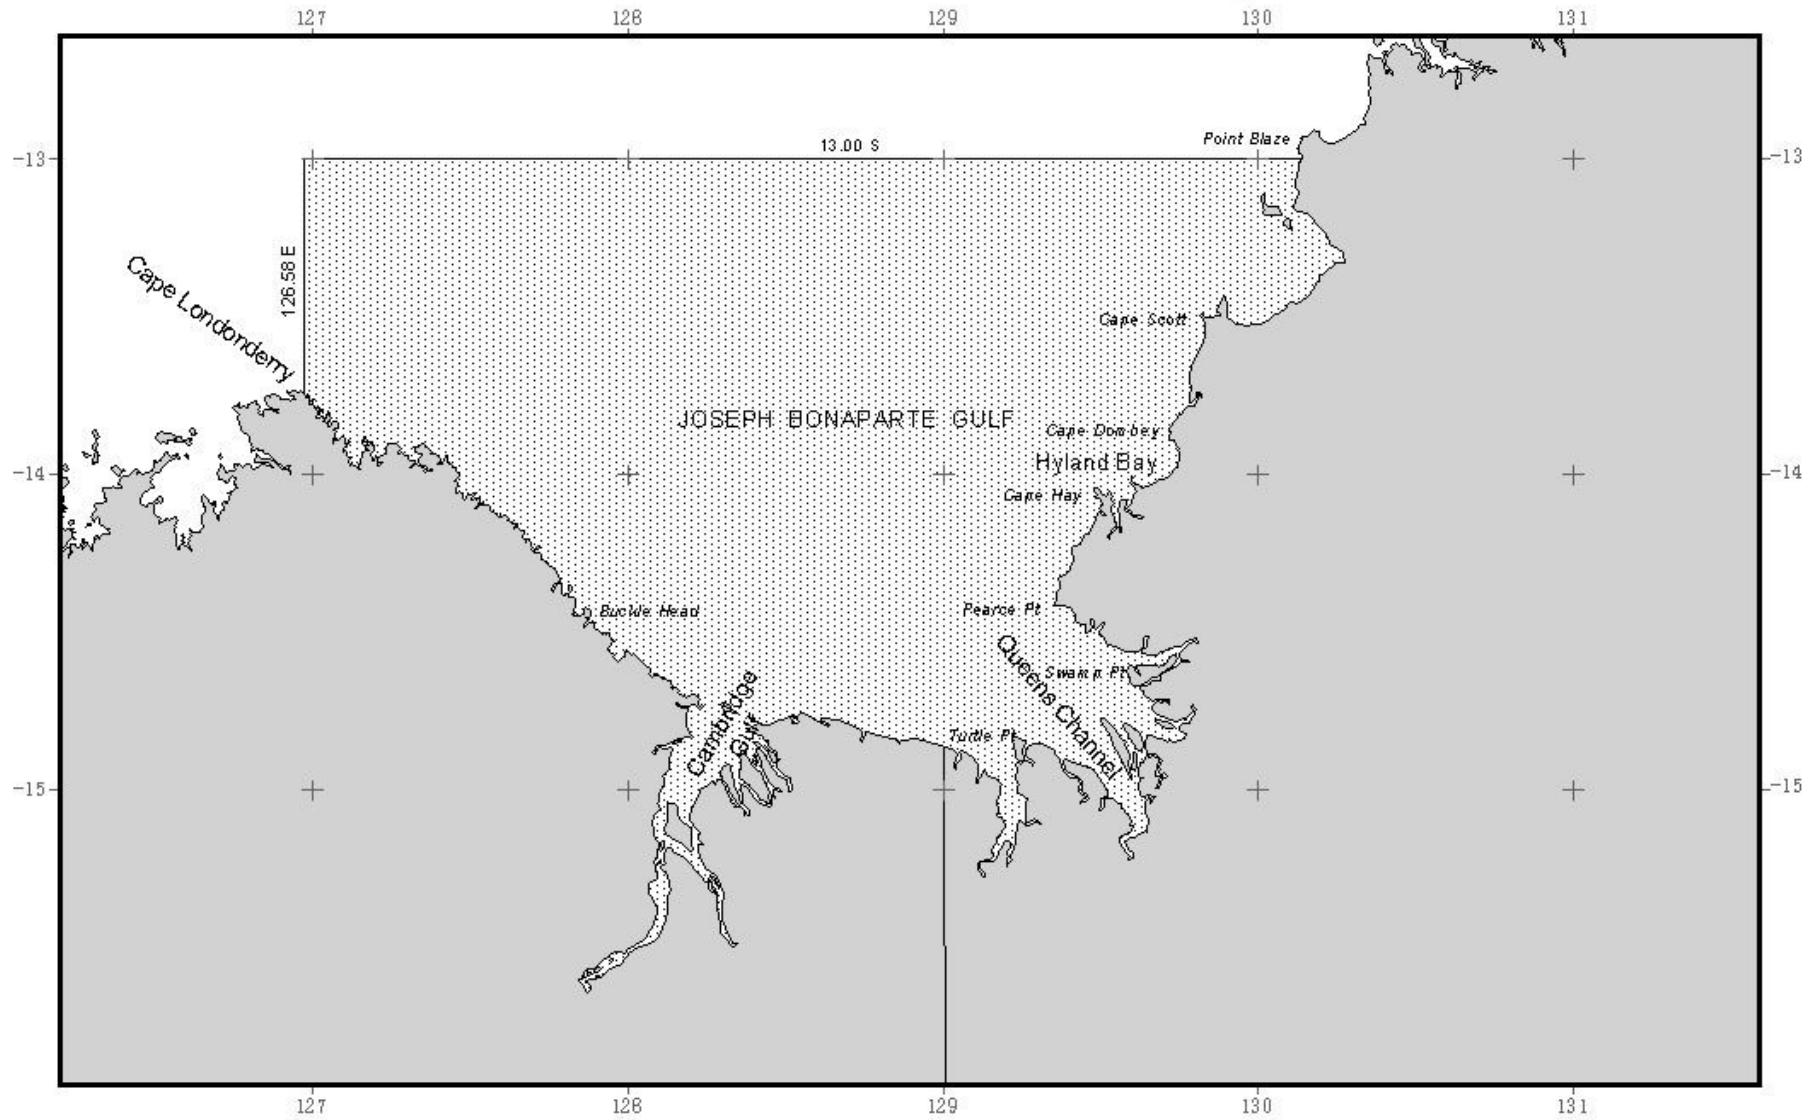 127 128 129 130 131
Point Blaze
13.00 S
-13 -13
126.58 E
Cape Londonderry
Cape Scott
JOSEPH BONAPARTE GULF
Cape Dombey
Hyland Bay
-14 -14
Cape Hay
Buckle Head
Pearce Pt
Queens Channel
Swamp Pt
Cambridge
Gulf
Turtle Pt
-15 -15
127 128 129 130 131